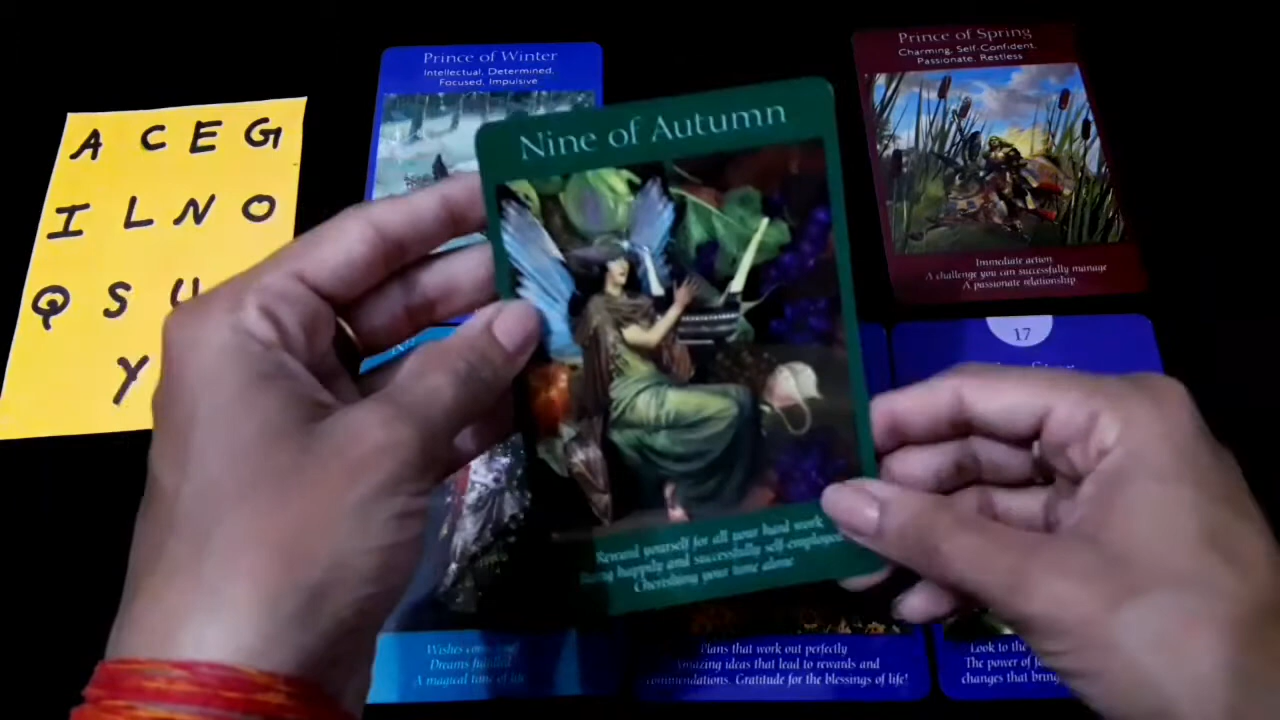 A C E G
I L N O
Q S U
Y
Prince of Winter
Intellectual, Determined,
Focused, Impulsive
Nine of Autumn
Reward yourself for all your hard work
happily and successfully
Cherishing your time alone
Prince of Spring
Charming, Self-Confident,
Passionate, Restless
Immediate action
A challenge you can successfully manage
A passionate relationship
17
Wishes come
Dreams fulfilled
A magical time of life
Plans that work out perfectly
Amazing ideas that lead to rewards and
commendations. Gratitude for the blessings of life!
Look to the
The power of
changes that bring